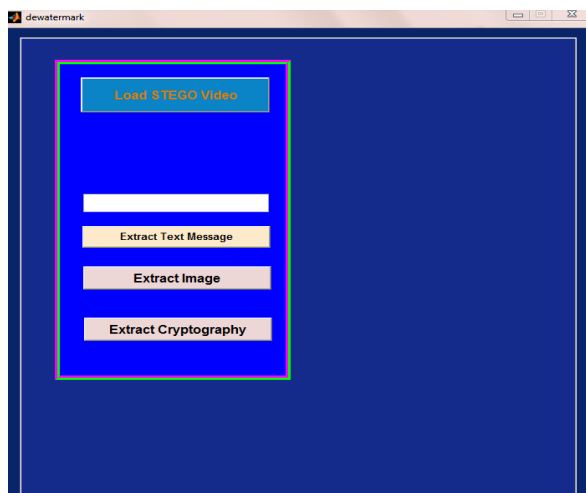 dewatermark
Load STEGO Video
Extract Text Message
Extract Image
Extract Cryptography